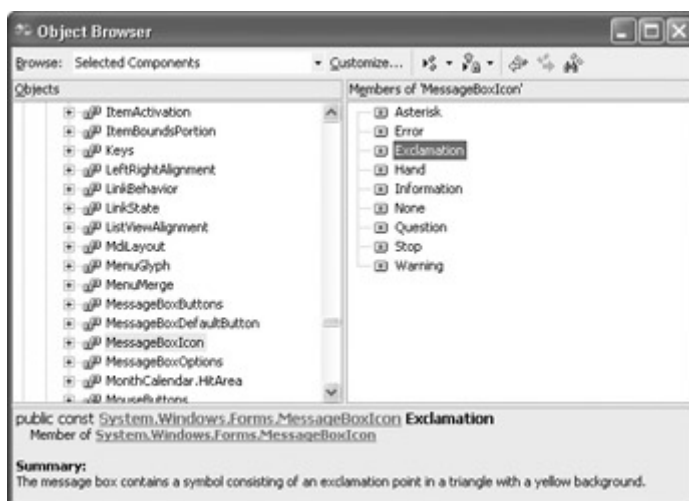 Object Browser
Browse: Selected Components Customize...
Objects
Members of 'MessageBoxIcon'
ItemActivation
ItemBoundsPortion
Keys
LeftRightAlignment
LinkBehavior
LinkState
ListViewAlignment
MdiLayout
MenuGlyph
MenuMerge
MessageBoxButtons
MessageBoxDefaultButton
MessageBoxIcon
MessageBoxOptions
MonthCalendar.HitArea
MouseButtons
Asterisk
Error
Exclamation
Hand
Information
None
Question
Stop
Warning
public const System.Windows.Forms.MessageBoxIcon Exclamation
Member of System.Windows.Forms.MessageBoxIcon
Summary:
The message box contains a symbol consisting of an exclamation point in a triangle with a yellow background.